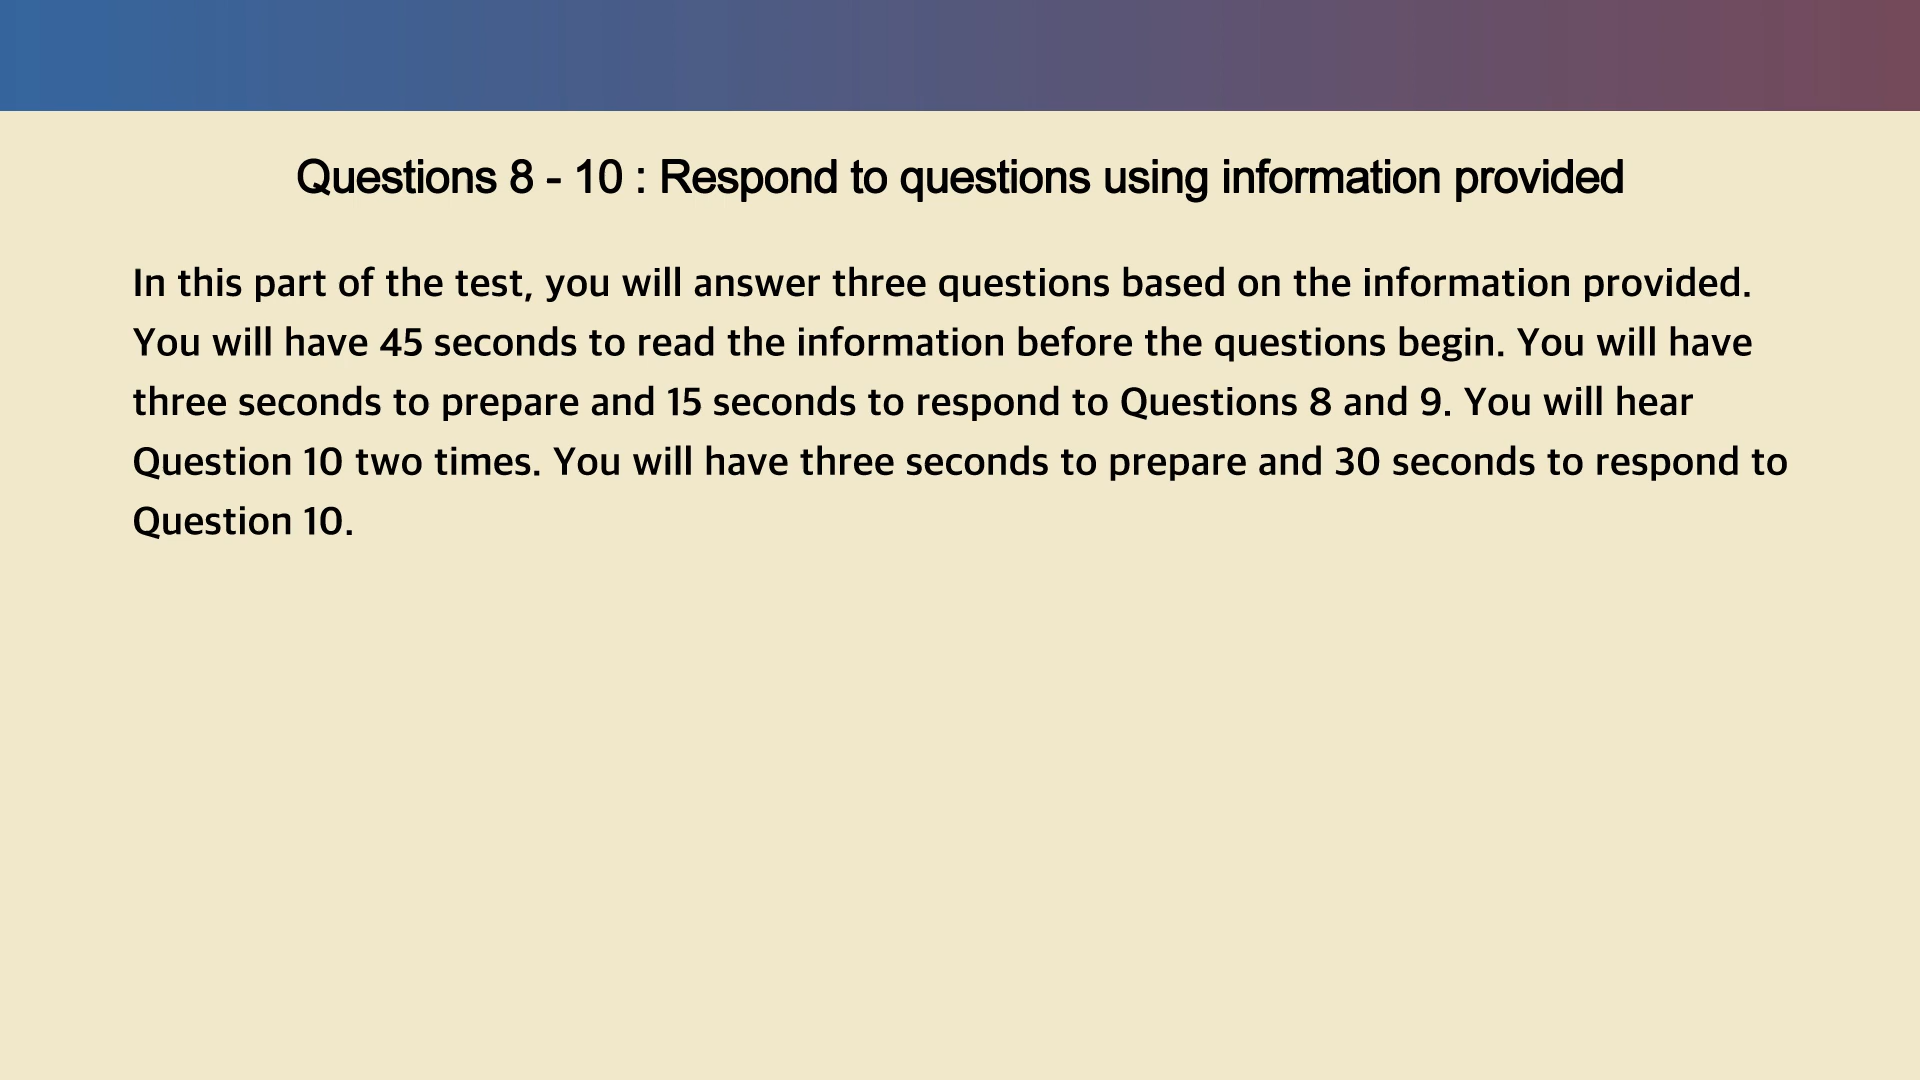 Questions 8 - 10 : Respond to questions using information provided
In this part of the test, you will answer three questions based on the information provided.
You will have 45 seconds to read the information before the questions begin. You will have
three seconds to prepare and 15 seconds to respond to Questions 8 and 9. You will hear
Question 10 two times. You will have three seconds to prepare and 30 seconds to respond to
Question 10.